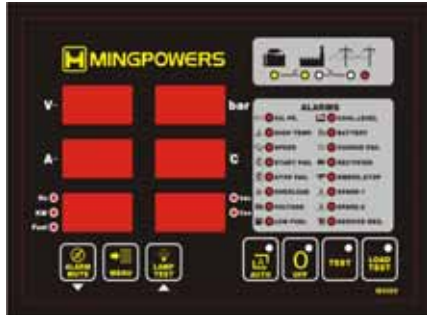 MINGPOWERS
V~
bar
A~
C
ALARMS
OIL PR.
COOL.LEVEL
HIGH TEMP.
BATTERY
SPEED
CHARGE FAIL
START FAIL
RECTIFIER
STOP FAIL
EMERG.STOP
OVERLOAD
SPARE-1
VOLTAGE
SPARE-2
LOW FUEL
SERVICE REQ.
Hz
KW
Fuel
ALARM
MUTE
MENU
LAMP
TEST
AUTO
OFF
TEST
LOAD
TEST